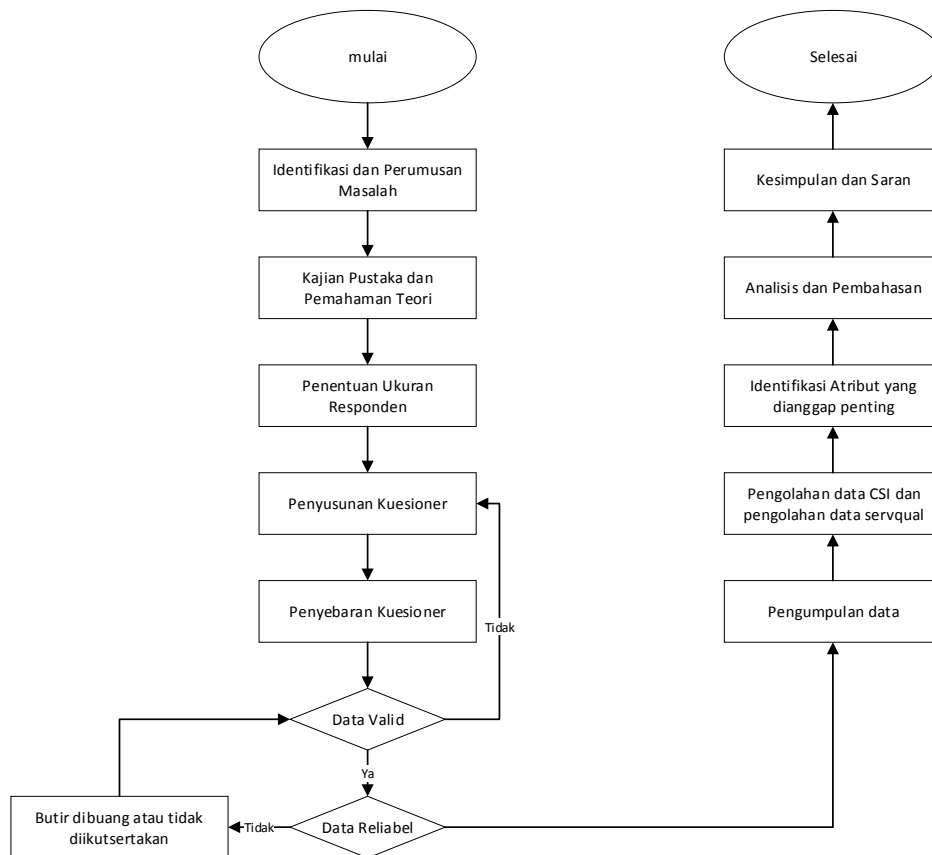 mulai
Identifikasi dan Perumusan
Masalah
Kajian Pustaka dan
Pemahaman Teori
Penentuan Ukuran
Responden
Penyusunan Kuesioner
Penyebaran Kuesioner
Tidak
Data Valid
Ya
Butir dibuang atau tidak
diikutsertakan
Tidak
Data Reliabel
Selesai
Kesimpulan dan Saran
Analisis dan Pembahasan
Identifikasi Atribut yang
dianggap penting
Pengolahan data CSI dan
pengolahan data servqual
Pengumpulan data